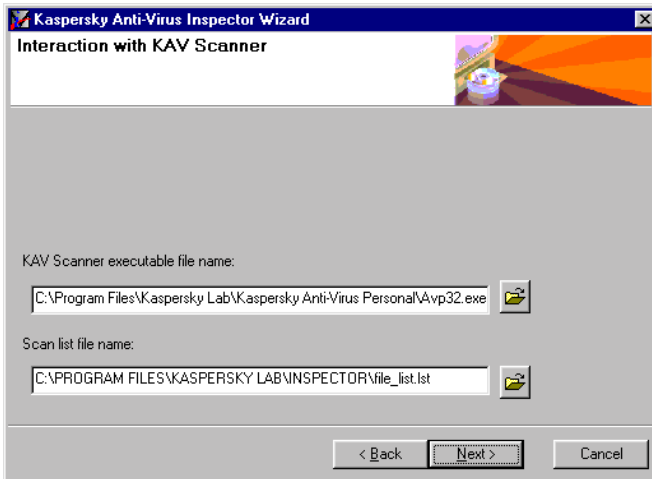 Kaspersky Anti-Virus Inspector Wizard
Interaction with KAV Scanner
KAV Scanner executable file name:
C:\Program Files\Kaspersky Lab\Kaspersky Anti-Virus Personal\Avp32.exe
Scan list file name:
C:\PROGRAM FILES\KASPERSKY LAB\INSPECTOR\file_list.lst
< Back Next > Cancel